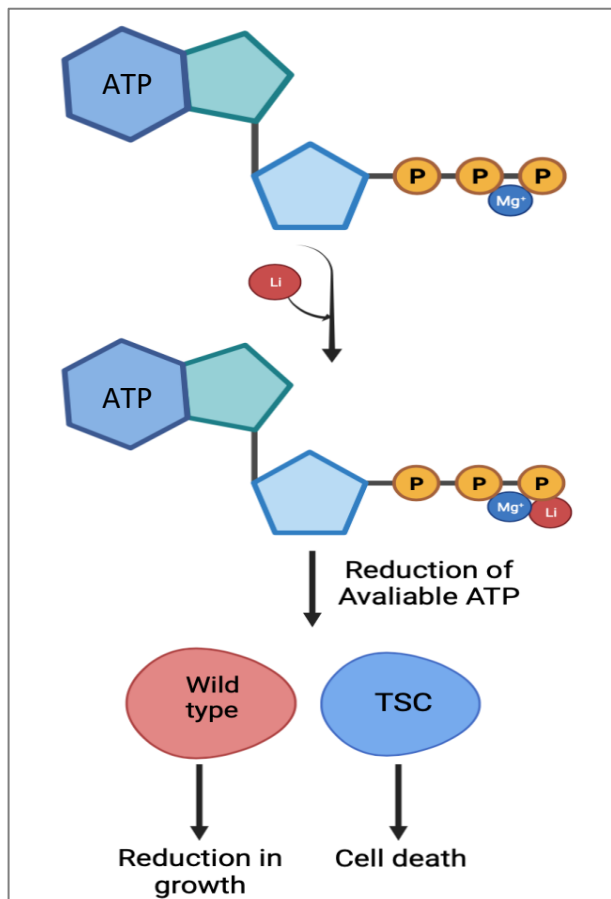 ATP
P P P
Mg⁺
Li
ATP
P P P
Mg⁺ Li
Reduction of
Avaliable ATP
Wild
type
TSC
Reduction in
growth
Cell death